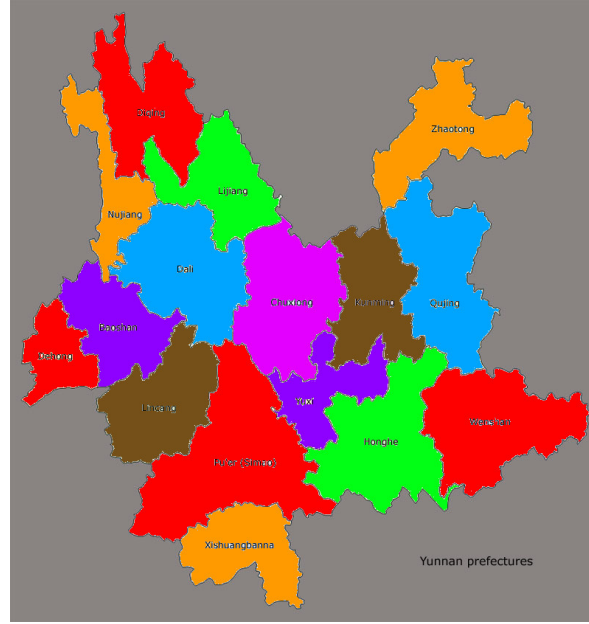 Diqing
Zhaotong
Lijiang
Nujiang
Dali
Chuxiong
Kunming
Qujing
Baoshan
Dehong
Lincang
Yuxi
Wenshan
Honghe
Pu'er (Simao)
Xishuangbanna
Yunnan prefectures